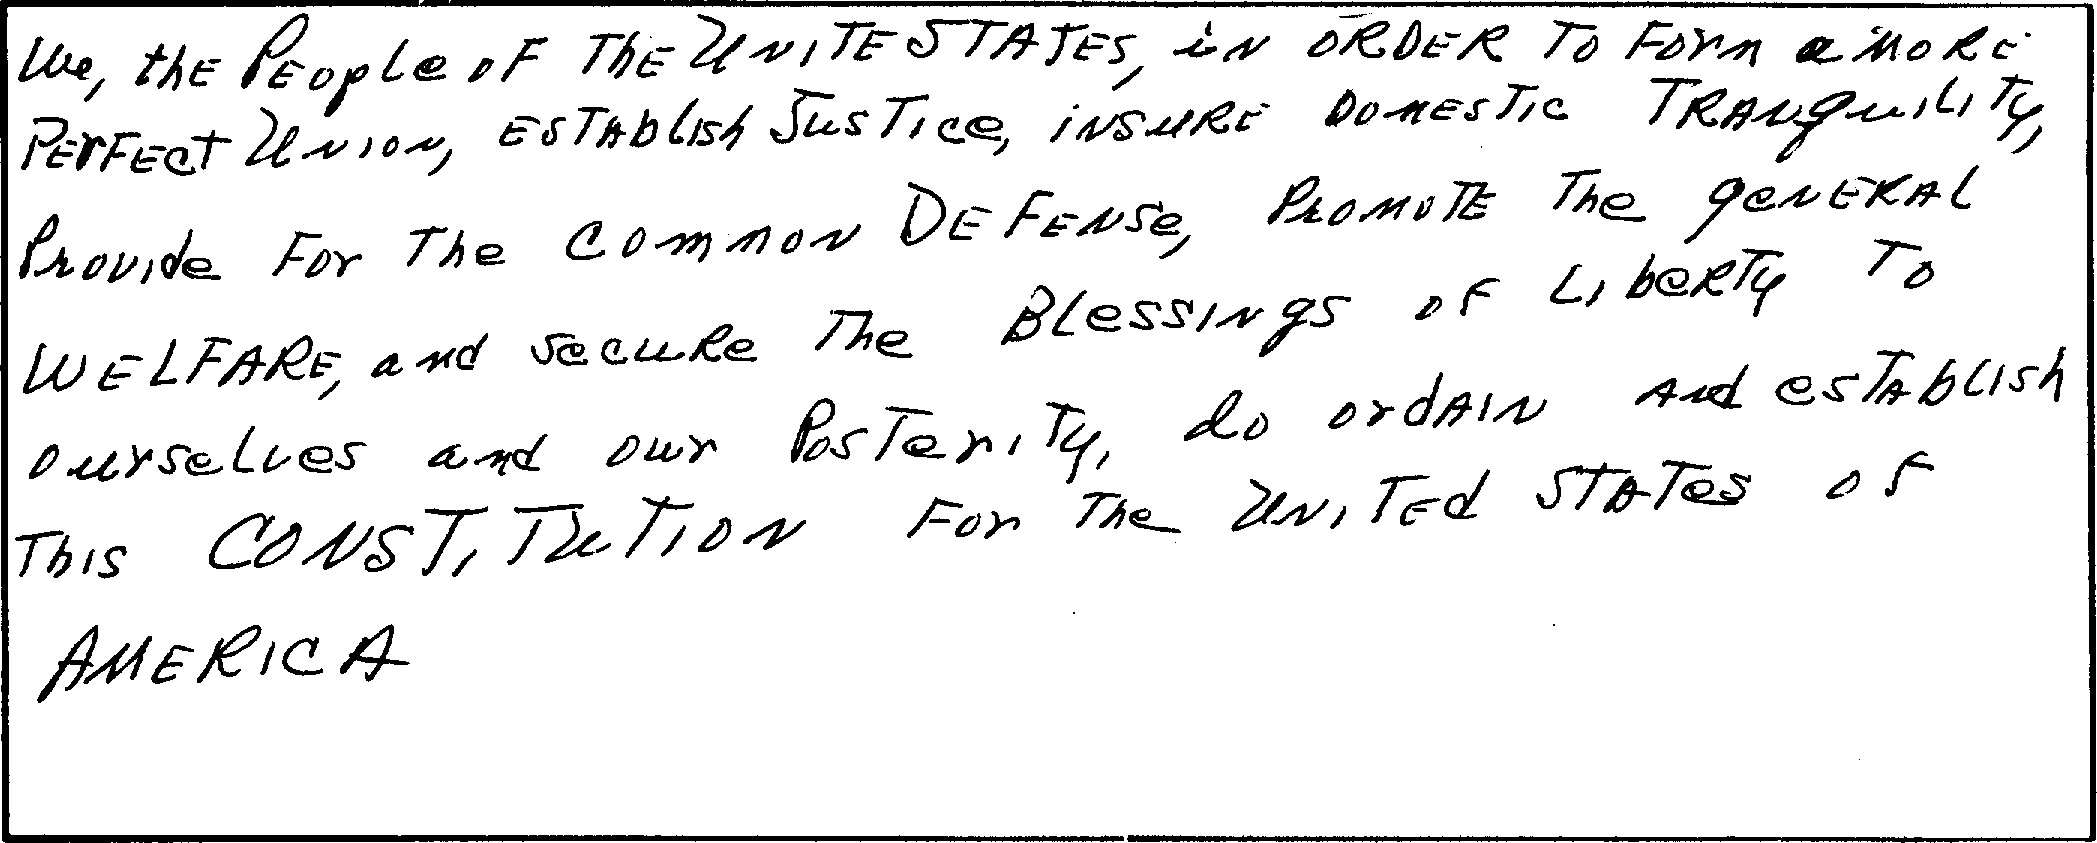 We, thE PEople oF ThE UNITE STATES, in ORDER To Form a MORE
PErFEcT UNION, ESTAblish JusTice, iNSURE DOMESTIC TRANquiLITy,
Provide For The Common DEFENSe, PromoTE The geNERAL
WELFARE, and secuRe The BLessiNgs oF LibeRTy To
ourselves and our PosTeriTy, do ordAIN And esTAbLish
This CONSTITUTION For The UNITEd STATes oF
AMERICA